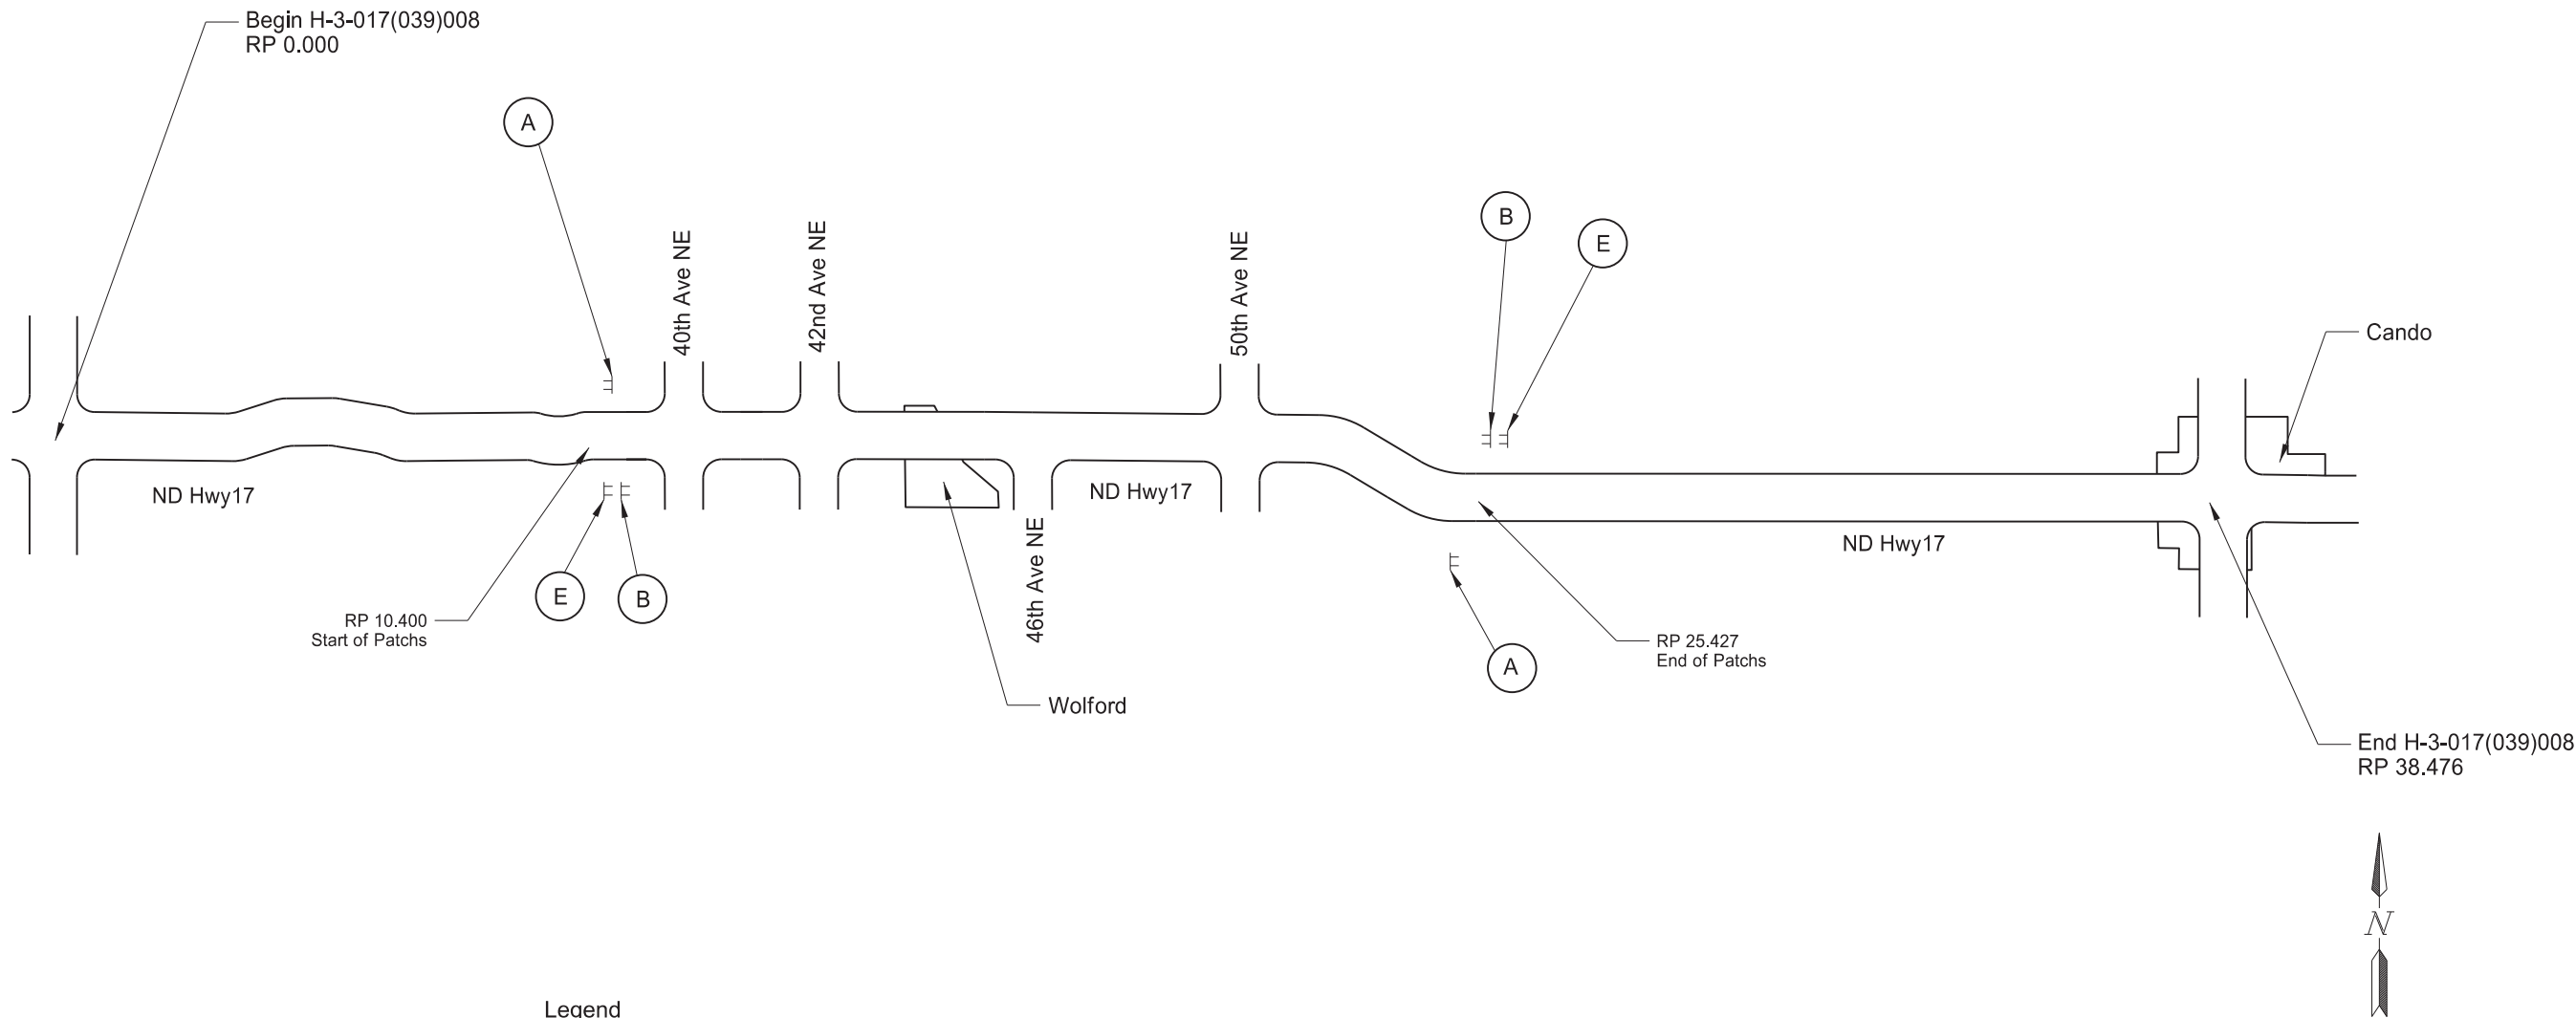 Begin H-3-017(039)008
RP 0.000
A
B
E
40th Ave NE
42nd Ave NE
50th Ave NE
Cando
ND Hwy17
ND Hwy17
ND Hwy17
46th Ave NE
E
B
RP 10.400
Start of Patchs
RP 25.427
End of Patchs
A
Wolford
End H-3-017(039)008
RP 38.476
N
Legend